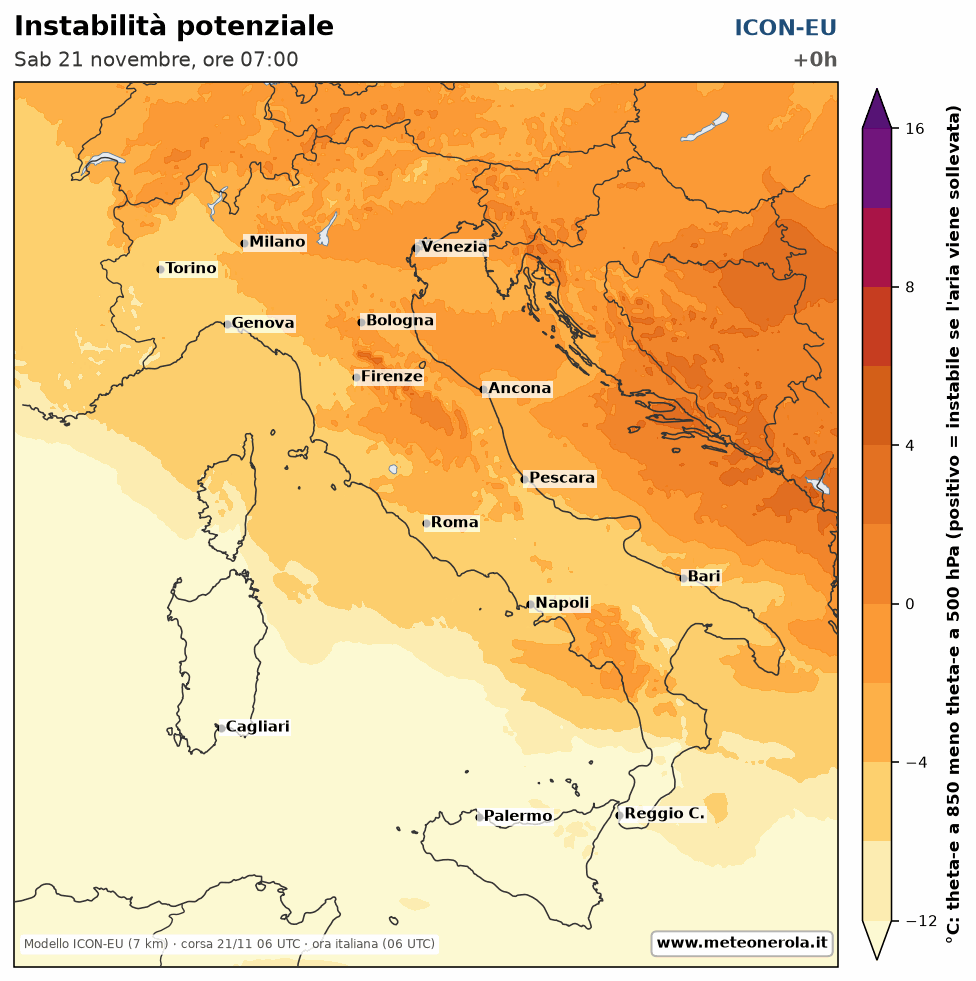 Instabilità potenziale
ICON-EU
Sab 21 novembre, ore 07:00
+0h
Milano
Venezia
Torino
Genova
Bologna
Firenze
Ancona
Pescara
Roma
Bari
Napoli
Cagliari
Palermo
Reggio C.
16
8
4
0
−4
−12
°C: theta-e a 850 meno theta-e a 500 hPa (positivo = instabile se l'aria viene sollevata)
Modello ICON-EU (7 km) · corsa 21/11 06 UTC · ora italiana (06 UTC)
www.meteonerola.it